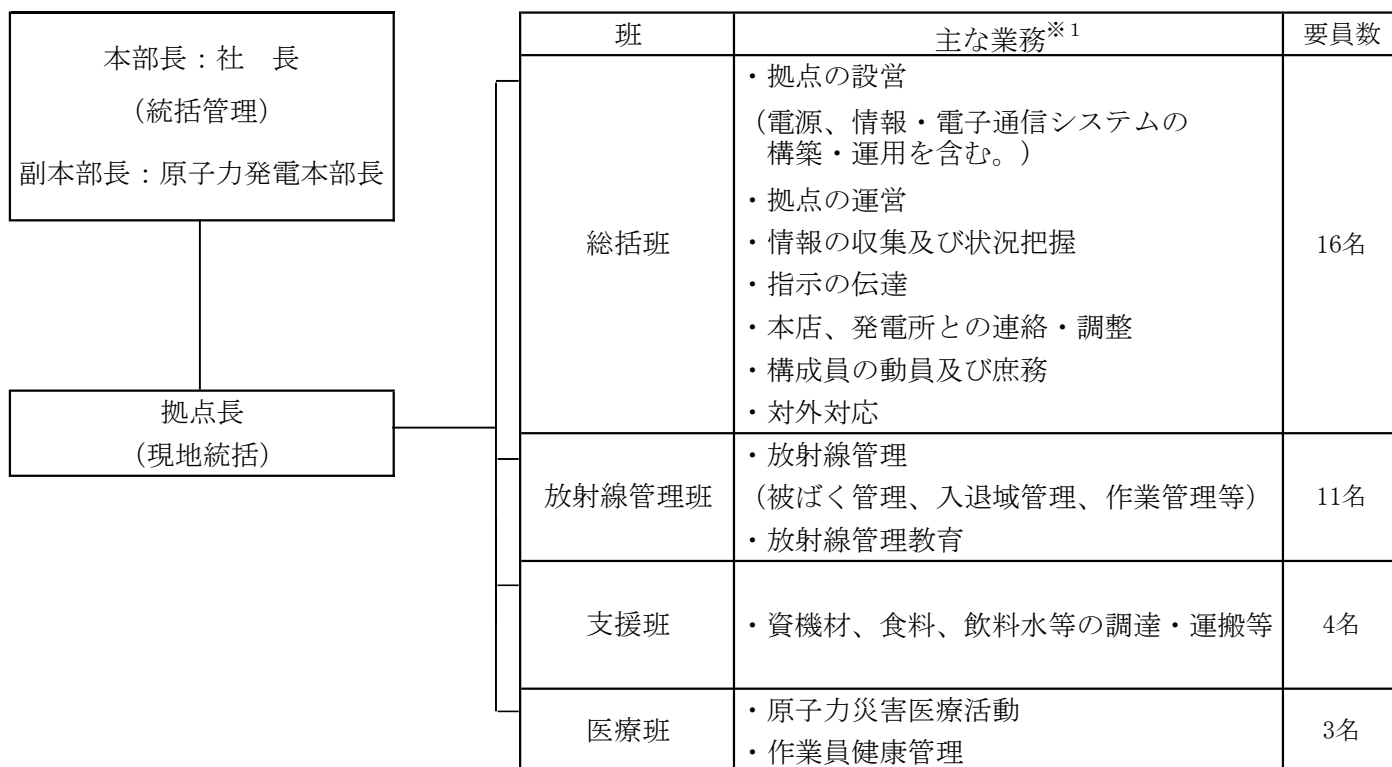 本部長:社　長
(統括管理)
副本部長:原子力発電本部長
拠点長
(現地統括)
班
主な業務※1
要員数
総括班
・拠点の設営
(電源、情報・電子通信システムの
構築・運用を含む。)
・拠点の運営
・情報の収集及び状況把握
・指示の伝達
・本店、発電所との連絡・調整
・構成員の動員及び庶務
・対外対応
16名
放射線管理班
・放射線管理
(被ばく管理、入退域管理、作業管理等)
・放射線管理教育
11名
支援班
・資機材、食料、飲料水等の調達・運搬等
4名
医療班
・原子力災害医療活動
・作業員健康管理
3名